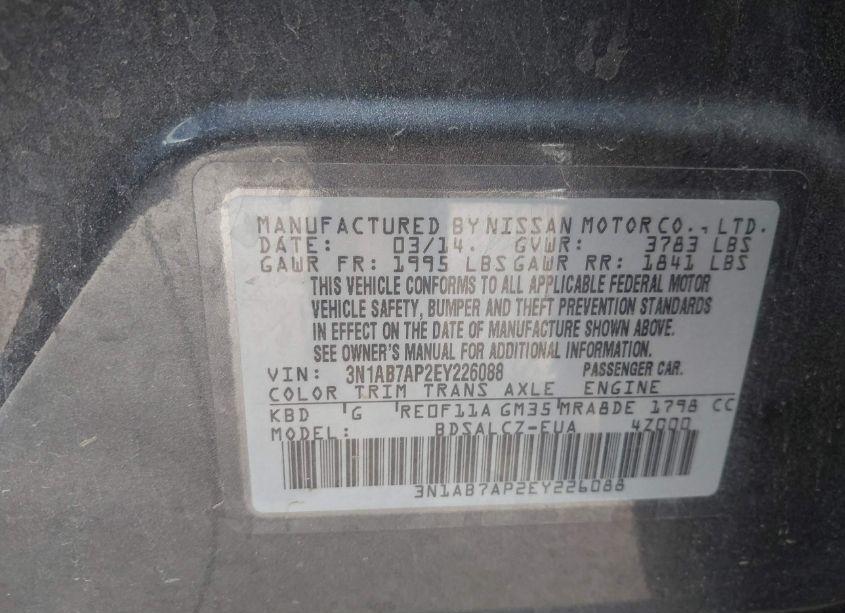 MANUFACTURED BY NISSAN MOTOR CO., LTD.
DATE: 03/14. GVWR: 3783 LBS
GAWR FR: 1995 LBS GAWR RR: 1841 LBS
THIS VEHICLE CONFORMS TO ALL APPLICABLE FEDERAL MOTOR
VEHICLE SAFETY, BUMPER AND THEFT PREVENTION STANDARDS
IN EFFECT ON THE DATE OF MANUFACTURE SHOWN ABOVE.
SEE OWNER'S MANUAL FOR ADDITIONAL INFORMATION.
VIN: 3N1AB7AP2EY226088 PASSENGER CAR.
COLOR TRIM TRANS AXLE ENGINE
KBD G RE0F11A GM35 MRA8DE 1798 CC
MODEL: BDSALCZ-EUA 4Z000
3N1AB7AP2EY226088